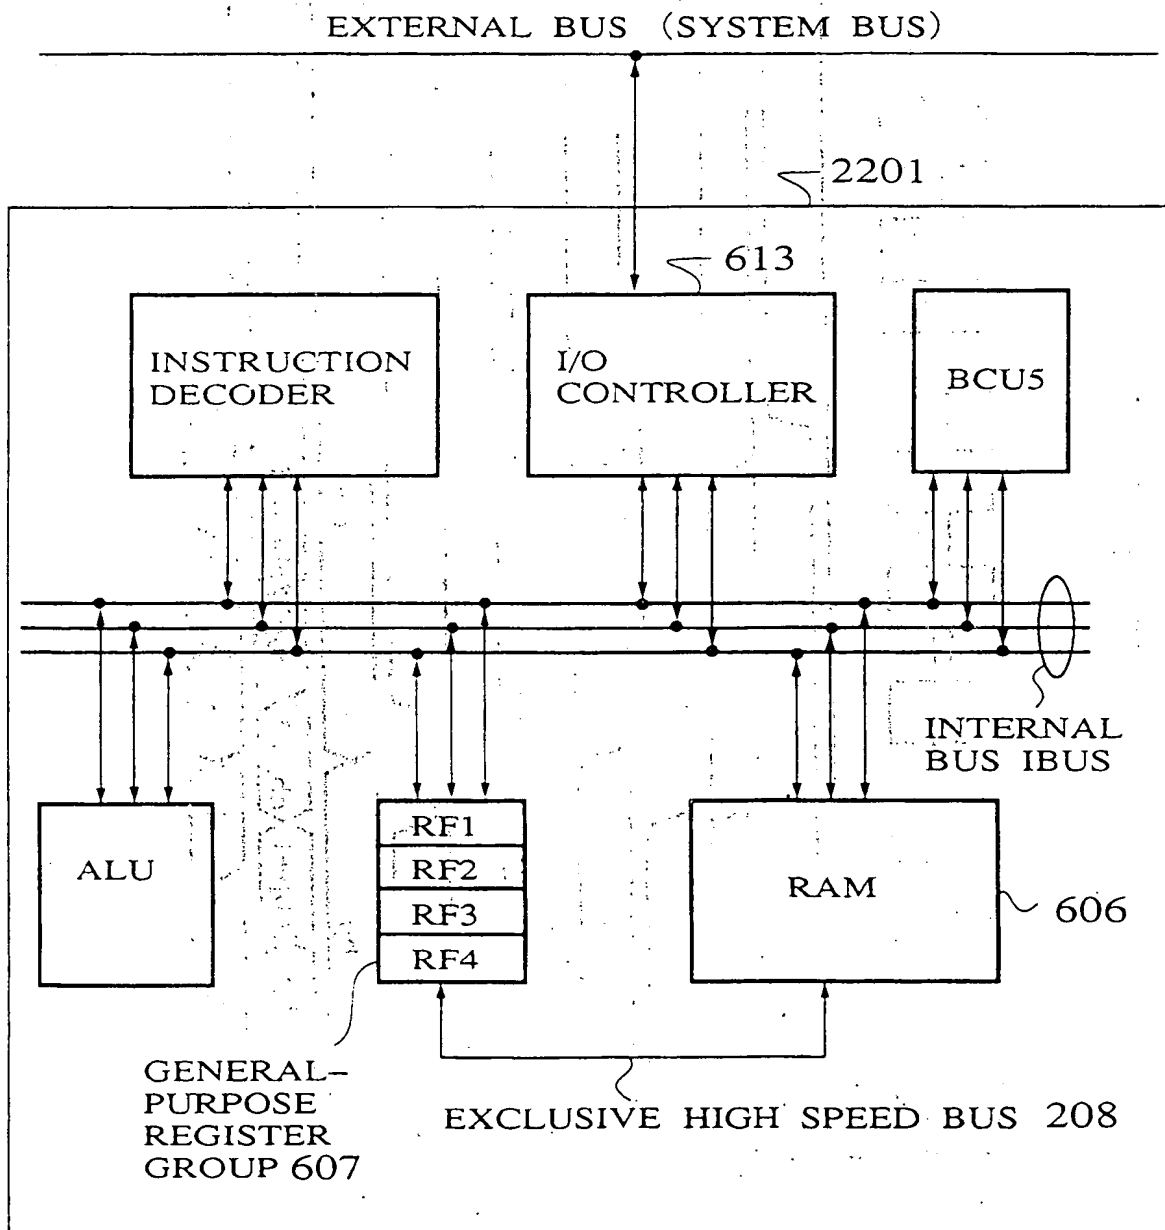 EXTERNAL BUS (SYSTEM BUS)
2201
613
INSTRUCTION
DECODER
I/O
CONTROLLER
BCU5
INTERNAL
BUS IBUS
ALU
RF1
RF2
RF3
RF4
RAM
606
GENERAL-
PURPOSE
REGISTER
GROUP 607
EXCLUSIVE HIGH SPEED BUS 208